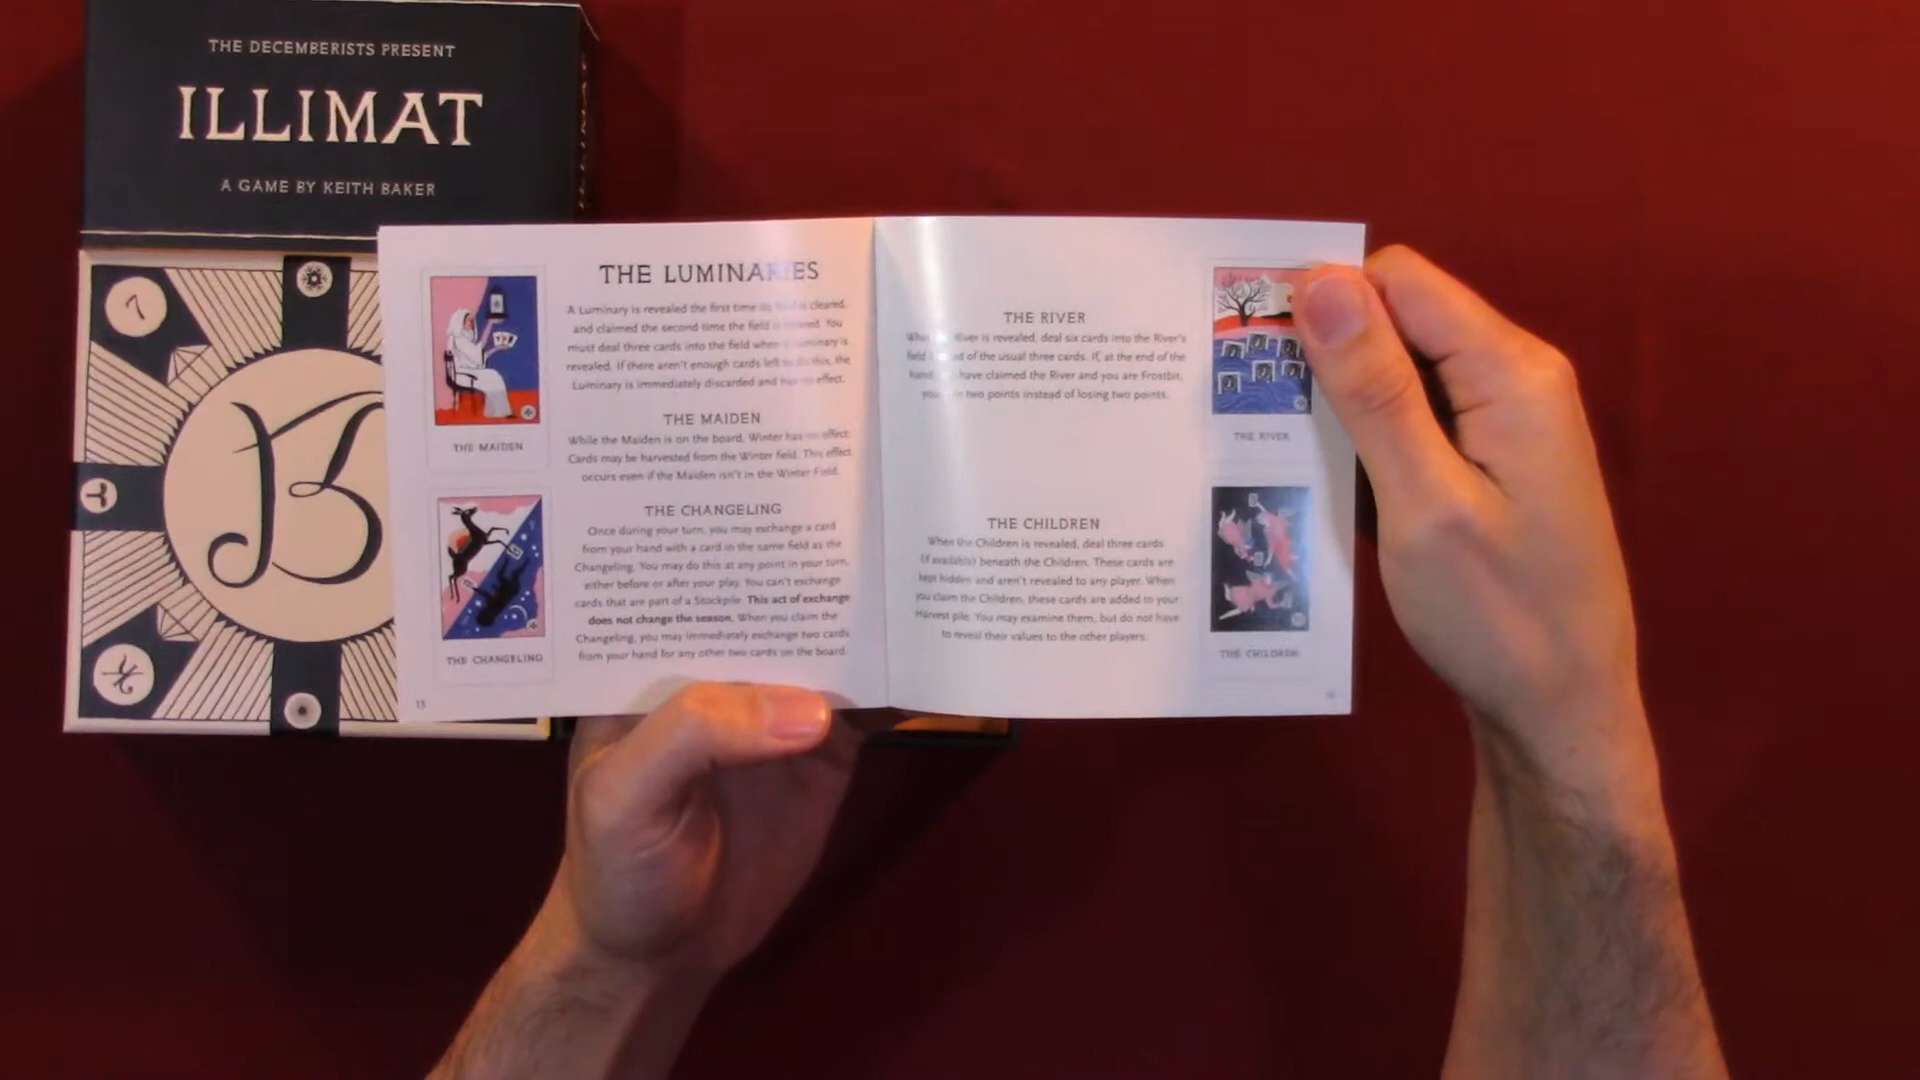 THE DECEMBERISTS PRESENT
ILLIMAT
A GAME BY KEITH BAKER
ILLIMAT
THE LUMINARIES
A Luminary is revealed the first time its field is cleared,
and claimed the second time the field is cleared. You
must deal three cards into the field when a Luminary is
revealed. If there aren't enough cards left to do this, the
Luminary is immediately discarded and has no effect.
THE MAIDEN
While the Maiden is on the board, Winter has no effect.
Cards may be harvested from the Winter field. This effect
occurs even if the Maiden isn't in the Winter Field.
THE MAIDEN
THE CHANGELING
Once during your turn, you may exchange a card
from your hand with a card in the same field as the
Changeling. You may do this at any point in your turn,
either before or after your play. You can't exchange
cards that are part of a Stockpile. This act of exchange
does not change the season. When you claim the
Changeling, you may immediately exchange two cards
from your hand for any other two cards on the board.
THE CHANGELING
15
THE RIVER
When the River is revealed, deal six cards into the River's
field instead of the usual three cards. If, at the end of the
hand, you have claimed the River and you are Frostbit,
you gain two points instead of losing two points.
THE RIVER
THE CHILDREN
When the Children is revealed, deal three cards
(if available) beneath the Children. These cards are
kept hidden and aren't revealed to any player. When
you claim the Children, these cards are added to your
Harvest pile. You may examine them, but do not have
to reveal their values to the other players.
THE CHILDREN